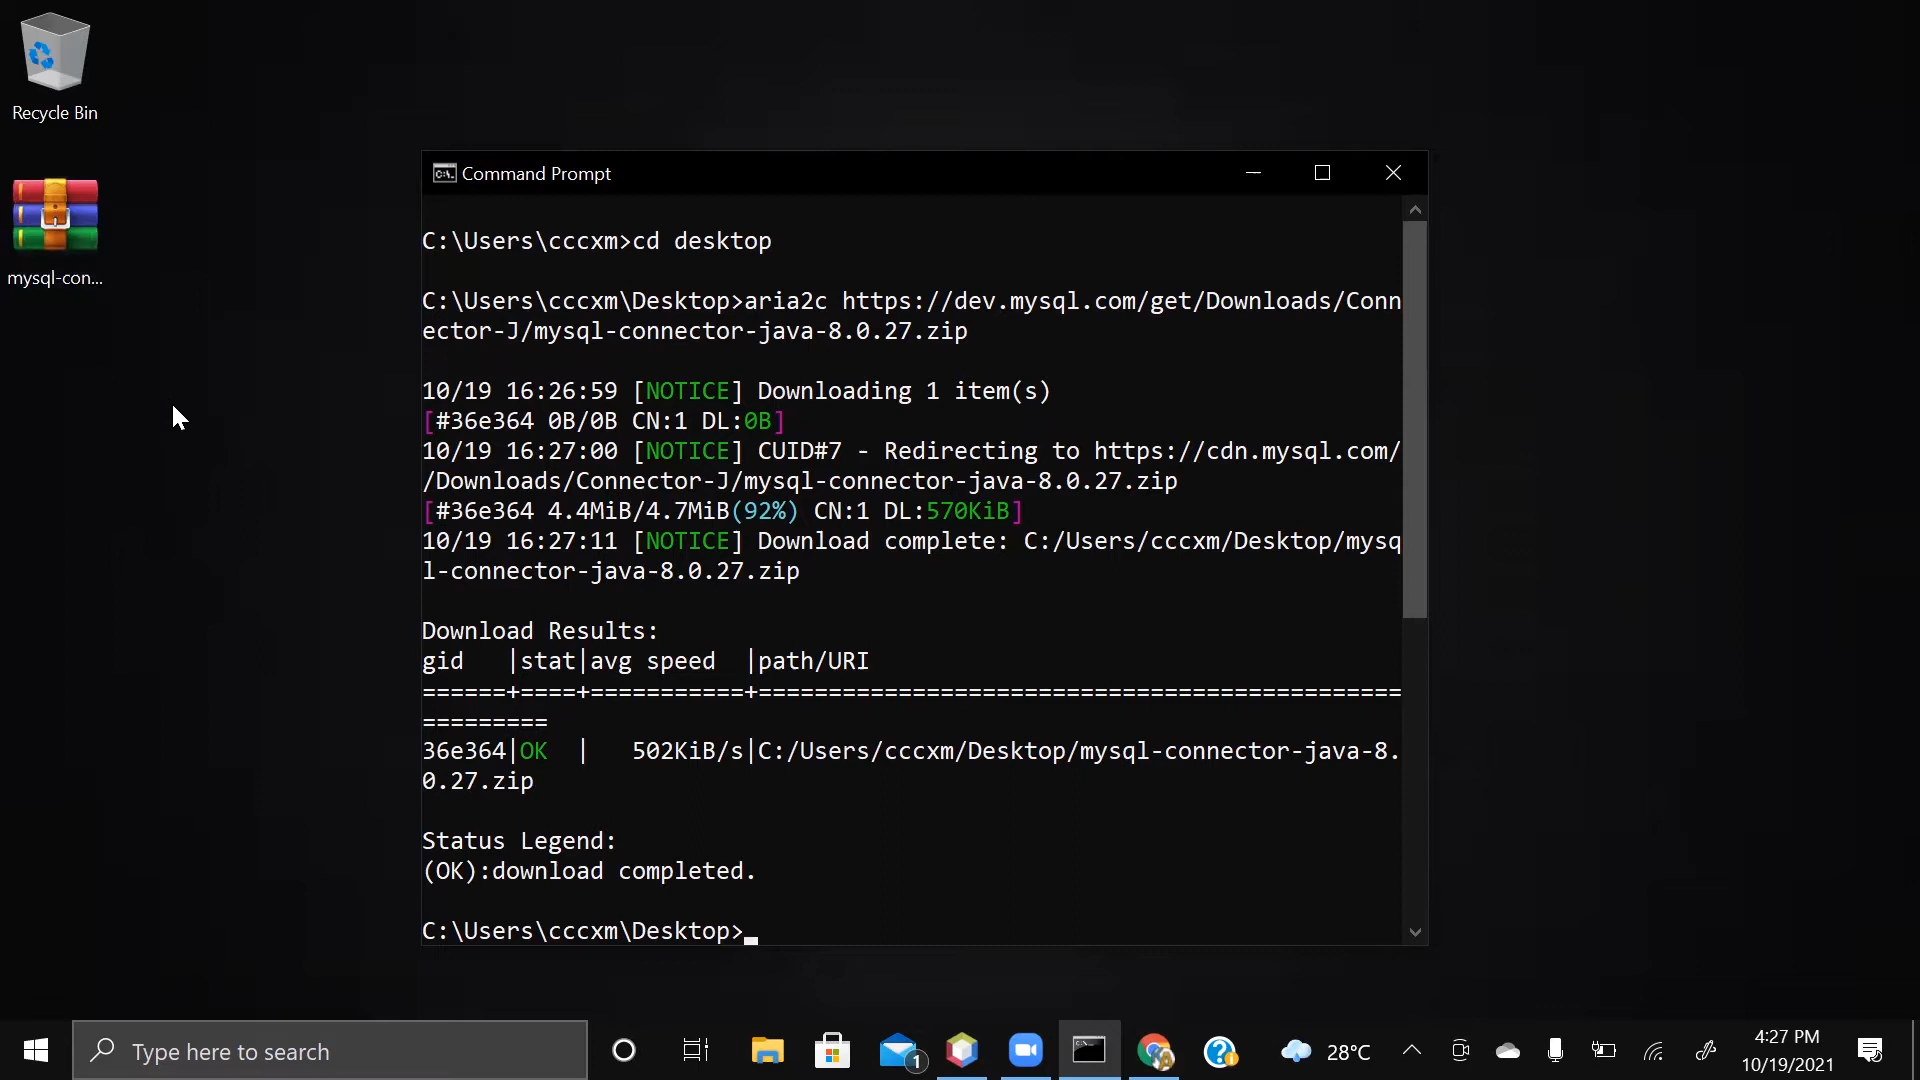 Recycle Bin
mysql-con...
Command Prompt
C:\Users\cccxm>cd desktop
C:\Users\cccxm\Desktop>aria2c https://dev.mysql.com/get/Downloads/Conn
ector-J/mysql-connector-java-8.0.27.zip
10/19 16:26:59 [NOTICE] Downloading 1 item(s)
[#36e364 0B/0B CN:1 DL:0B]
10/19 16:27:00 [NOTICE] CUID#7 - Redirecting to https://cdn.mysql.com/
/Downloads/Connector-J/mysql-connector-java-8.0.27.zip
[#36e364 4.4MiB/4.7MiB(92%) CN:1 DL:570KiB]
10/19 16:27:11 [NOTICE] Download complete: C:/Users/cccxm/Desktop/mysq
l-connector-java-8.0.27.zip
Download Results:
gid   |stat|avg speed  |path/URI
======+====+===========+==============================================
=========
36e364|OK  |   502KiB/s|C:/Users/cccxm/Desktop/mysql-connector-java-8.
0.27.zip
Status Legend:
(OK):download completed.
C:\Users\cccxm\Desktop>
Type here to search
1
28°C
4:27 PM
10/19/2021